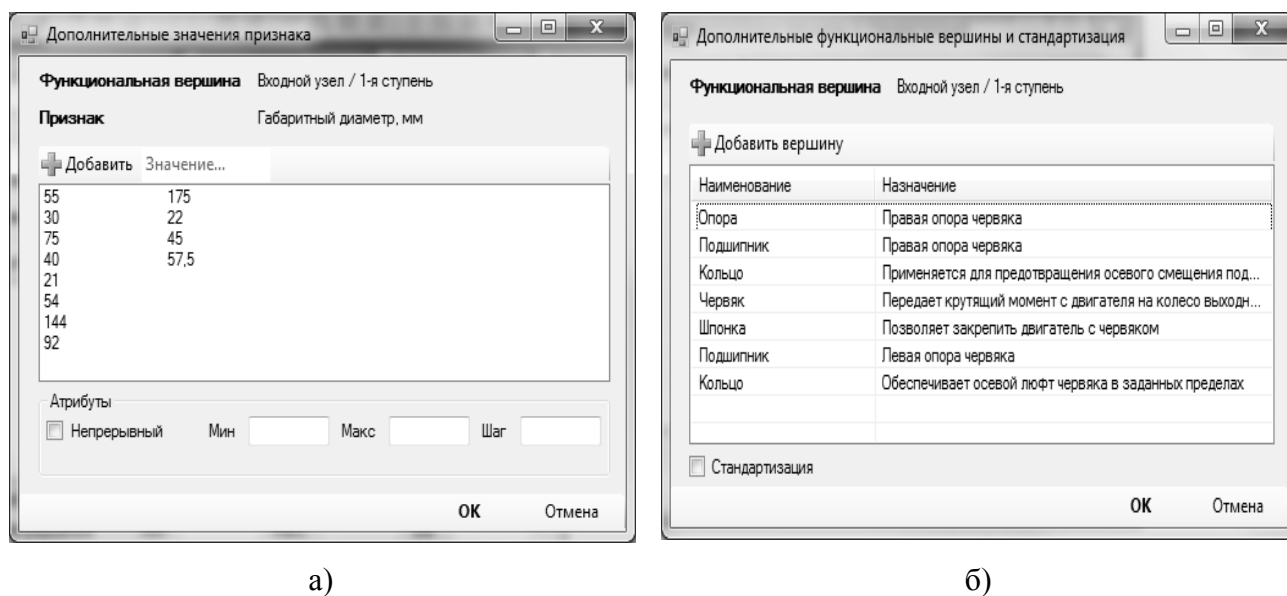 Дополнительные значения признака
Функциональная вершина Входной узел / 1-я ступень
Признак Габаритный диаметр, мм
Добавить Значение...
55 175
30 22
75 45
40 57,5
21
54
144
92
Атрибуты
Непрерывный Мин Макс Шаг
ОК Отмена
а)
Дополнительные функциональные вершины и стандартизация
Функциональная вершина Входной узел / 1-я ступень
Добавить вершину
Наименование Назначение
Опора Правая опора червяка
Подшипник Правая опора червяка
Кольцо Применяется для предотвращения осевого смещения под...
Червяк Передает крутящий момент с двигателя на колесо выходн...
Шпонка Позволяет закрепить двигатель с червяком
Подшипник Левая опора червяка
Кольцо Обеспечивает осевой люфт червяка в заданных пределах
Стандартизация
ОК Отмена
б)